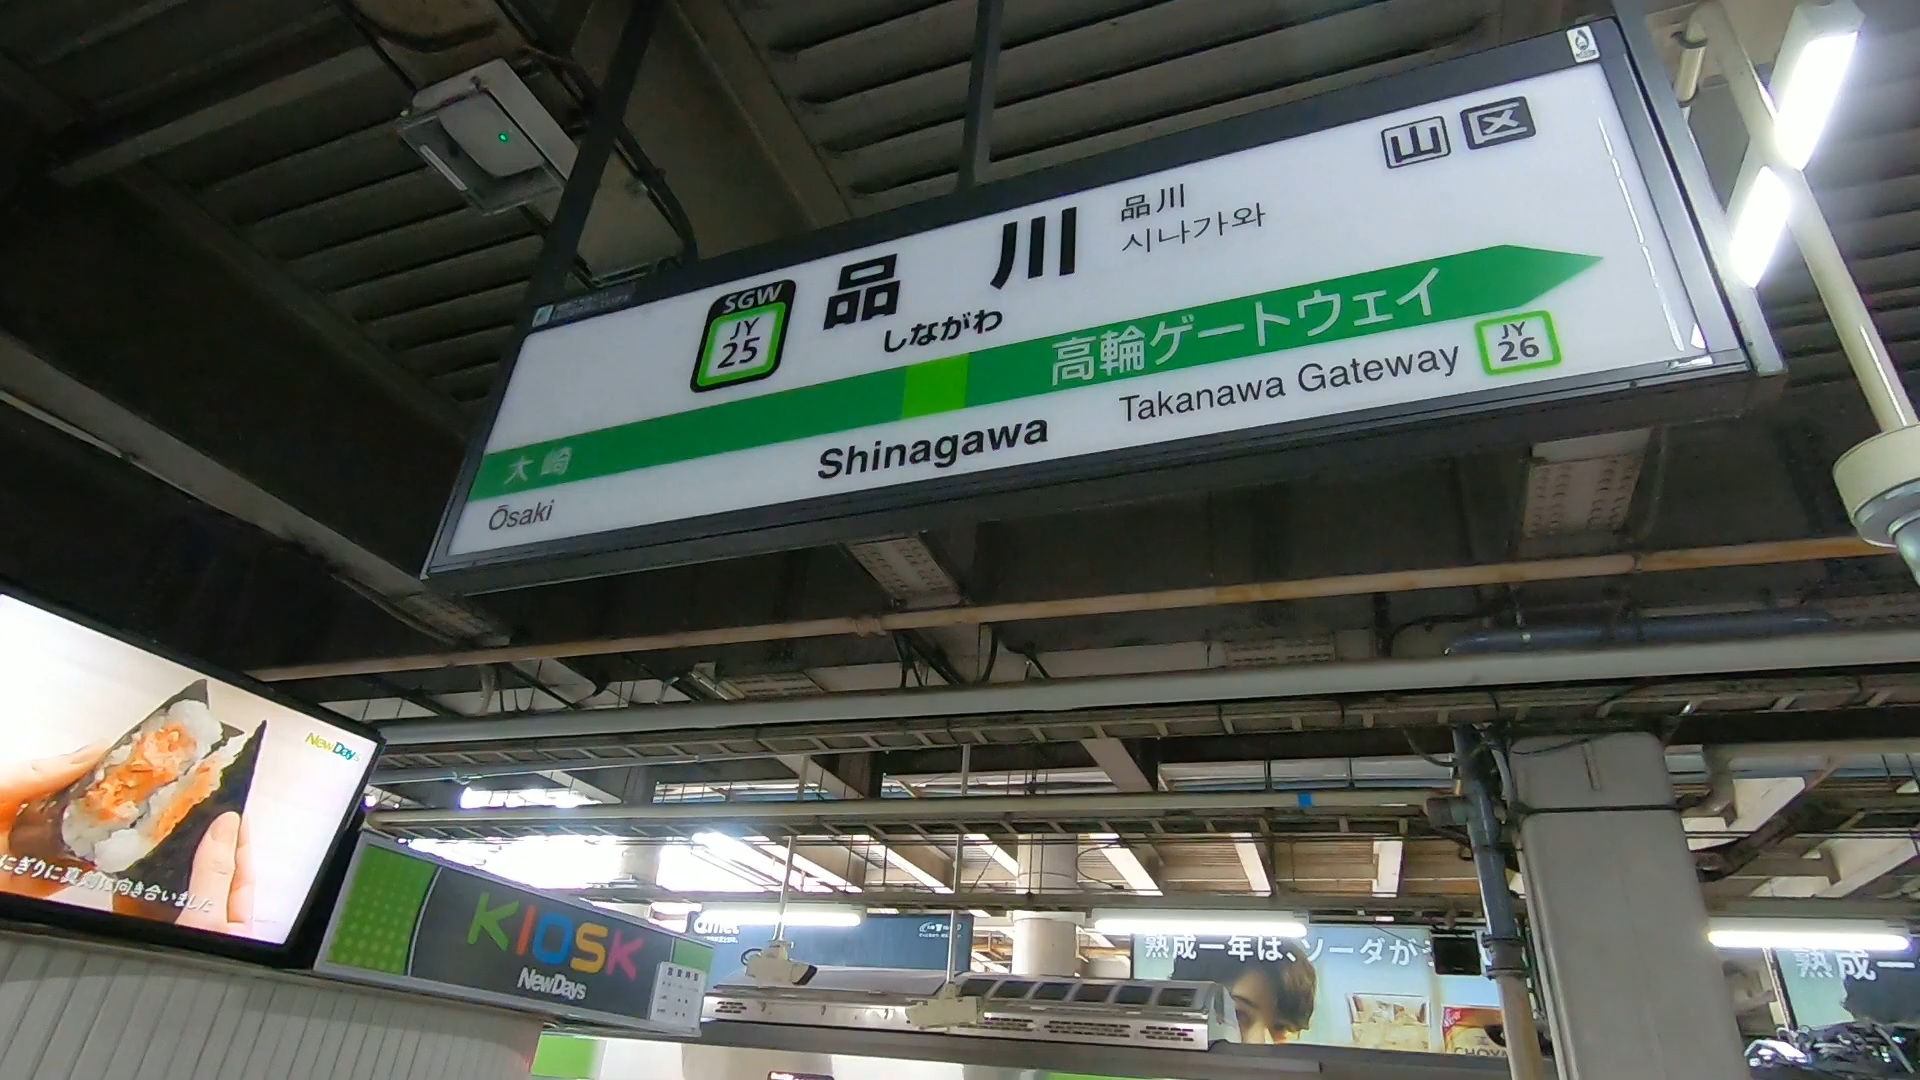 山 区
SGW
JY
25
品川
しながわ
品川
시나가와
大崎
高輪ゲートウェイ
Ōsaki
Shinagawa
Takanawa Gateway
JY
26
NewDays
にぎりに真剣に向き合いました
KIOSK
NewDays
熟成一年は、ソーダが
熟成一
CHOYA